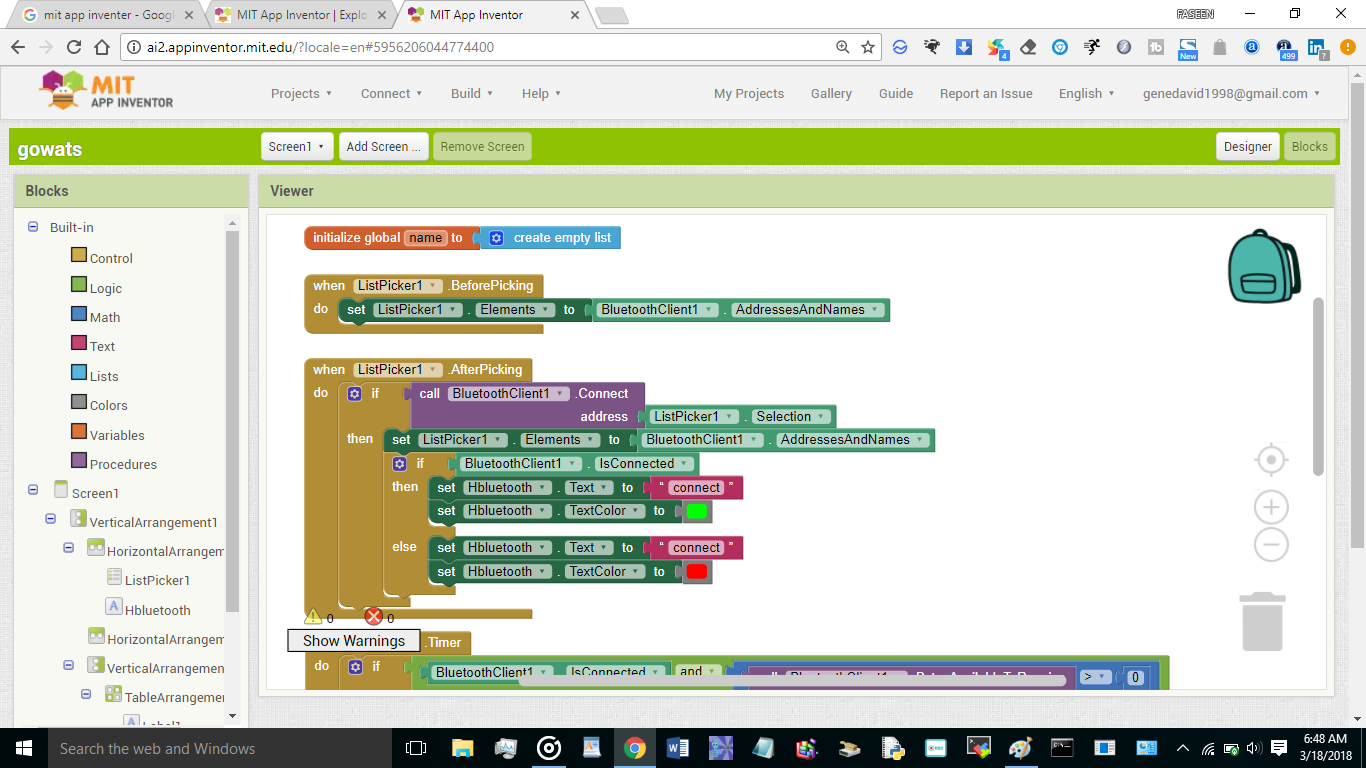 mit app inventer - Googl
MIT App Inventor | Explo
MIT App Inventor
FASEEN
ai2.appinventor.mit.edu/?locale=en#5956206044774400
4
New
499
?
MIT
APP INVENTOR
Projects
Connect
Build
Help
My Projects
Gallery
Guide
Report an Issue
English
genedavid1998@gmail.com
gowats
Screen1
Add Screen ...
Remove Screen
Designer
Blocks
Blocks
Viewer
Built-in
Control
Logic
Math
Text
Lists
Colors
Variables
Procedures
Screen1
VerticalArrangement1
HorizontalArrangem
ListPicker1
Hbluetooth
HorizontalArrangem
VerticalArrangemen
TableArrangemen
Label1
initialize global name to create empty list
when ListPicker1 .BeforePicking
do set ListPicker1 . Elements to BluetoothClient1 . AddressesAndNames
when ListPicker1 .AfterPicking
do if call BluetoothClient1 .Connect
address ListPicker1 . Selection
then set ListPicker1 . Elements to BluetoothClient1 . AddressesAndNames
if BluetoothClient1 . IsConnected
then set Hbluetooth . Text to “ connect ”
set Hbluetooth . TextColor to
else set Hbluetooth . Text to “ connect ”
set Hbluetooth . TextColor to
0 0
Show Warnings
.Timer
do if BluetoothClient1 . IsConnected and > 0
Search the web and Windows
6:48 AM
3/18/2018